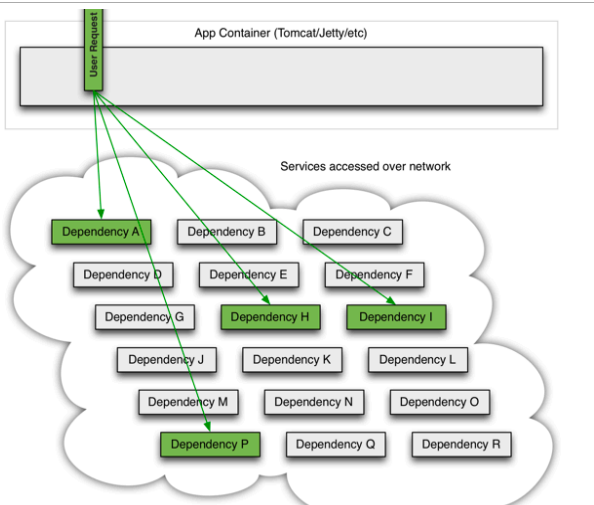 User Request
App Container (Tomcat/Jetty/etc)
Services accessed over network
Dependency A
Dependency B
Dependency C
Dependency D
Dependency E
Dependency F
Dependency G
Dependency H
Dependency I
Dependency J
Dependency K
Dependency L
Dependency M
Dependency N
Dependency O
Dependency P
Dependency Q
Dependency R